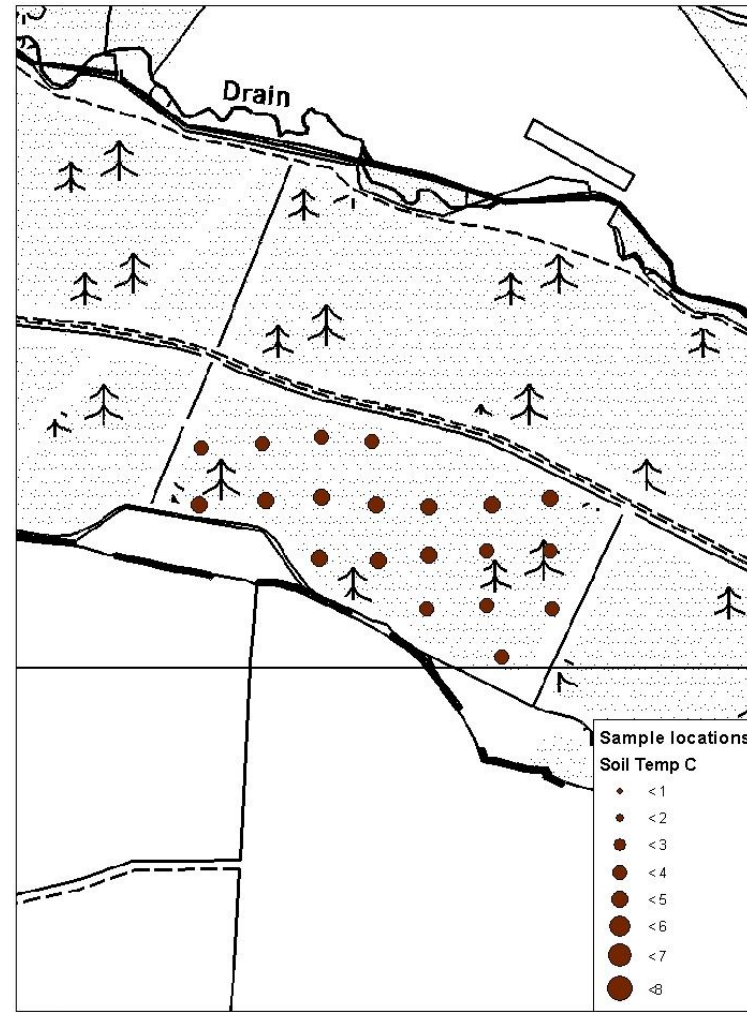 Drain
Sample locations
Soil Temp C
< 1
< 2
< 3
< 4
< 5
< 6
< 7
<8